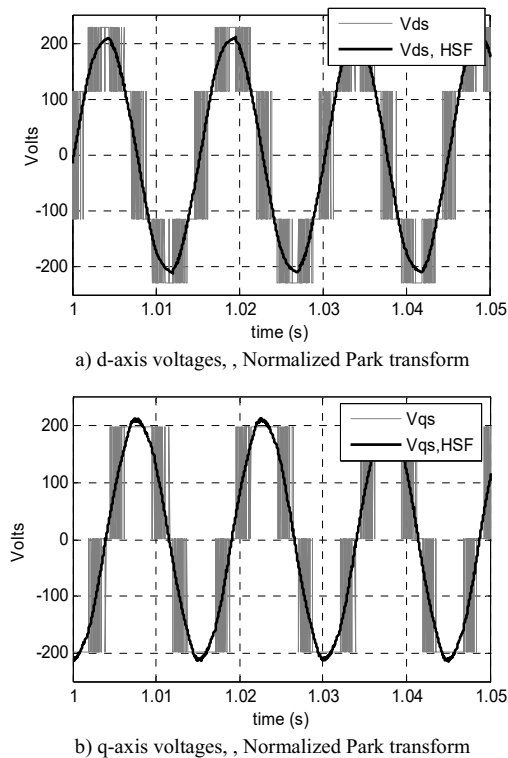 Vds
Vds, HSF
200
100
0
-100
-200
Volts
1
1.01
1.02
1.03
1.04
1.05
time (s)
a) d-axis voltages, , Normalized Park transform
Vqs
Vqs,HSF
200
100
0
-100
-200
Volts
1
1.01
1.02
1.03
1.04
1.05
time (s)
b) q-axis voltages, , Normalized Park transform